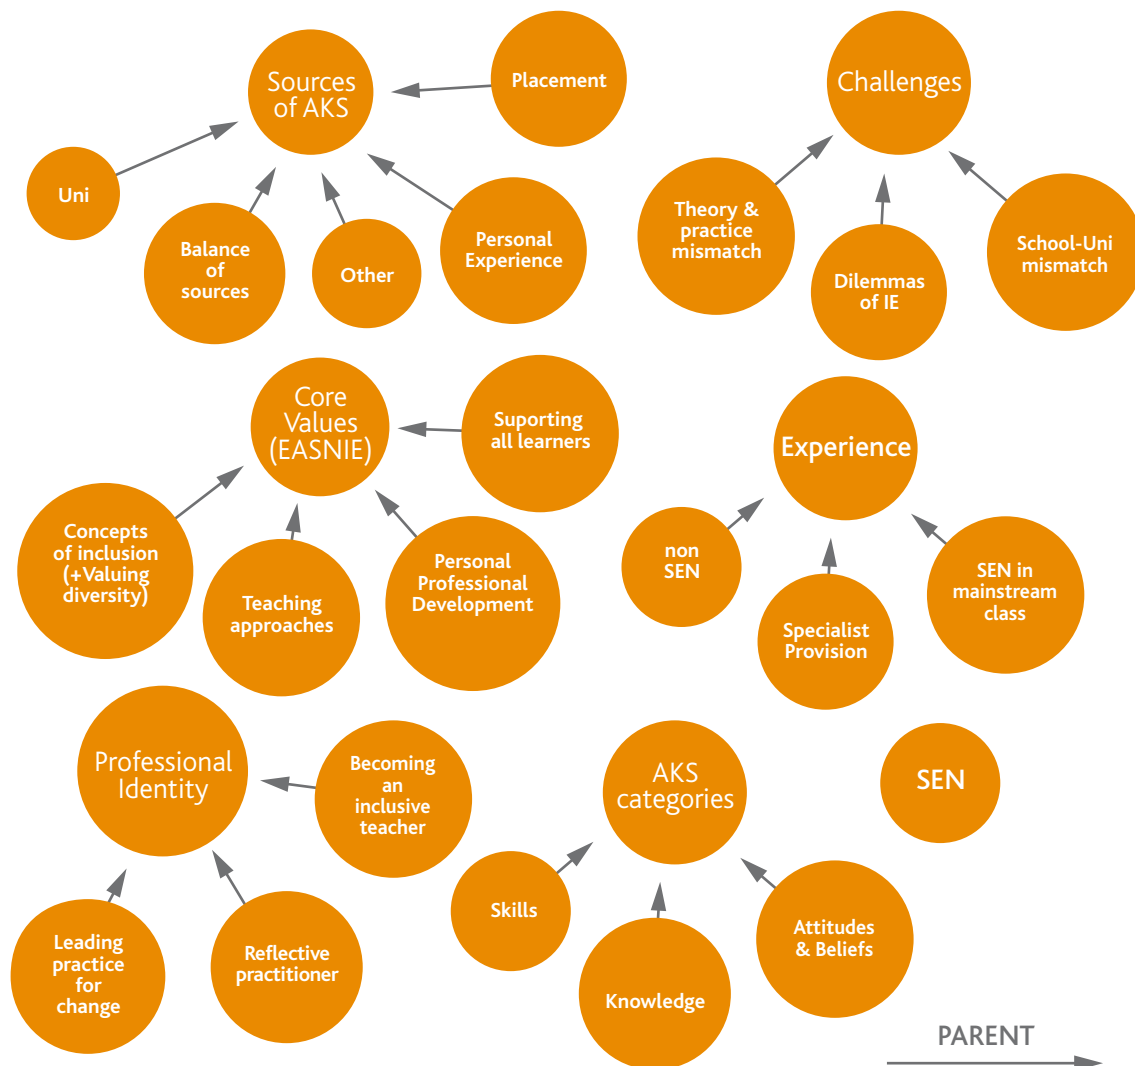 Sources
of AKS
Placement
Uni
Balance
of
sources
Other
Personal
Experience
Challenges
Theory &
practice
mismatch
Dilemmas
of IE
School-Uni
mismatch
Core
Values
(EASNIE)
Suporting
all learners
Concepts
of inclusion
(+Valuing
diversity)
Teaching
approaches
Personal
Professional
Development
Experience
non
SEN
Specialist
Provision
SEN in
mainstream
class
Professional
Identity
Becoming
an
inclusive
teacher
Leading
practice
for
change
Reflective
practitioner
AKS
categories
Skills
Knowledge
Attitudes
& Beliefs
SEN
PARENT